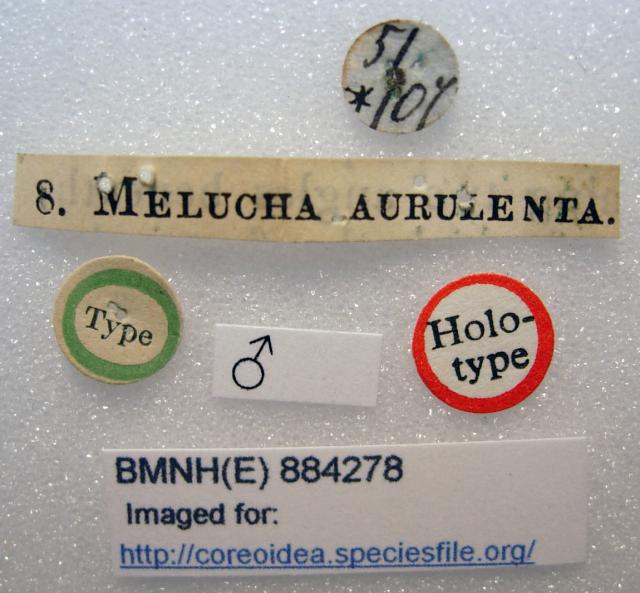 51
*107
8. MELUCHA AURULENTA.
Type
♂
Holo-
type
BMNH(E) 884278
Imaged for:
http://coreoidea.speciesfile.org/